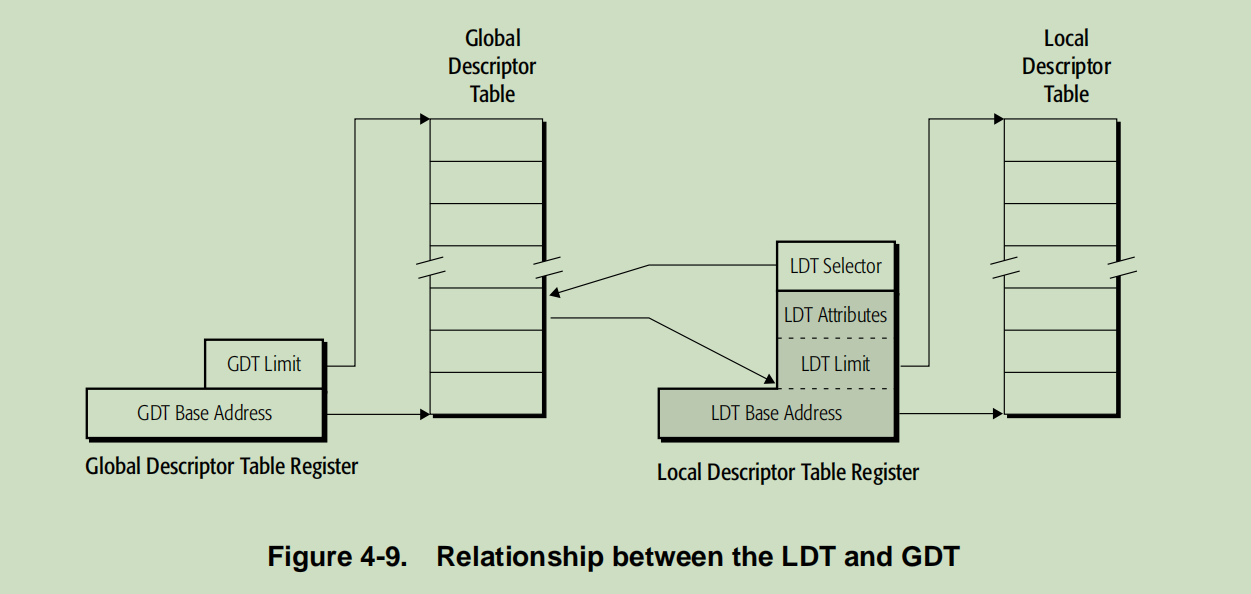 Global
Descriptor
Table
Local
Descriptor
Table
LDT Selector
LDT Attributes
GDT Limit
LDT Limit
GDT Base Address
LDT Base Address
Global Descriptor Table Register
Local Descriptor Table Register
Figure 4-9. Relationship between the LDT and GDT